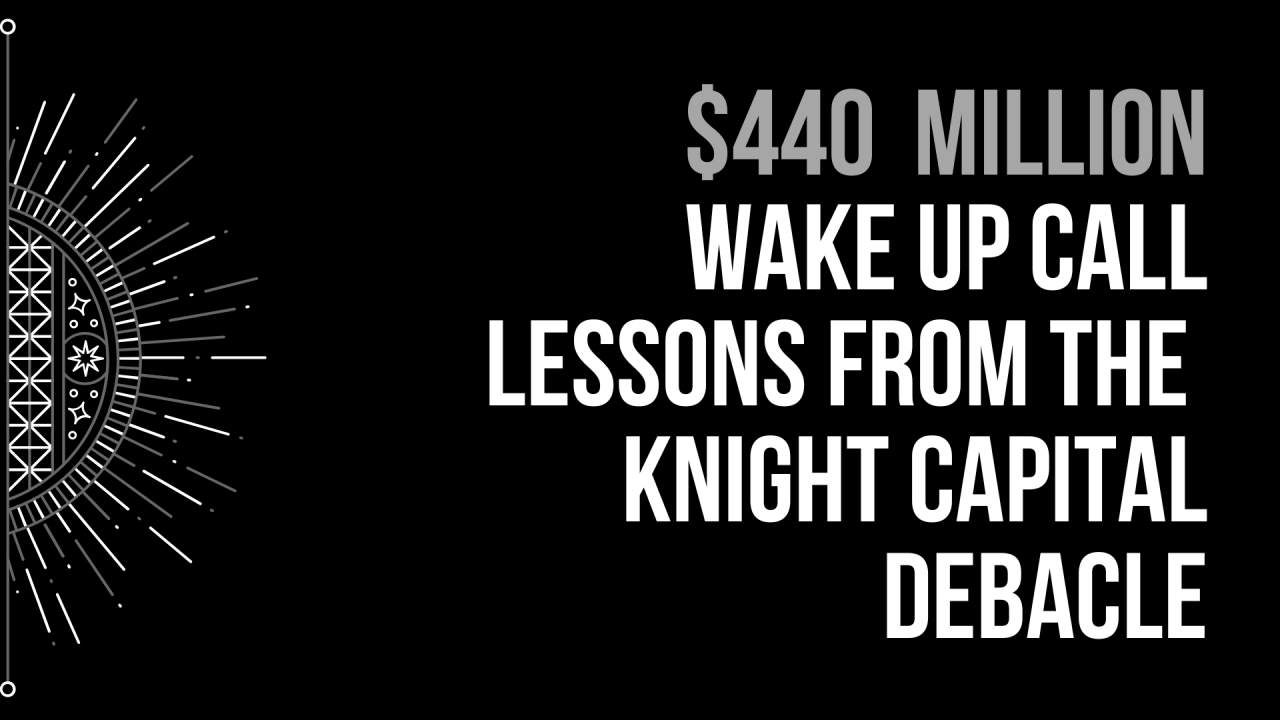 $440 MILLION
WAKE UP CALL
LESSONS FROM THE
KNIGHT CAPITAL
DEBACLE